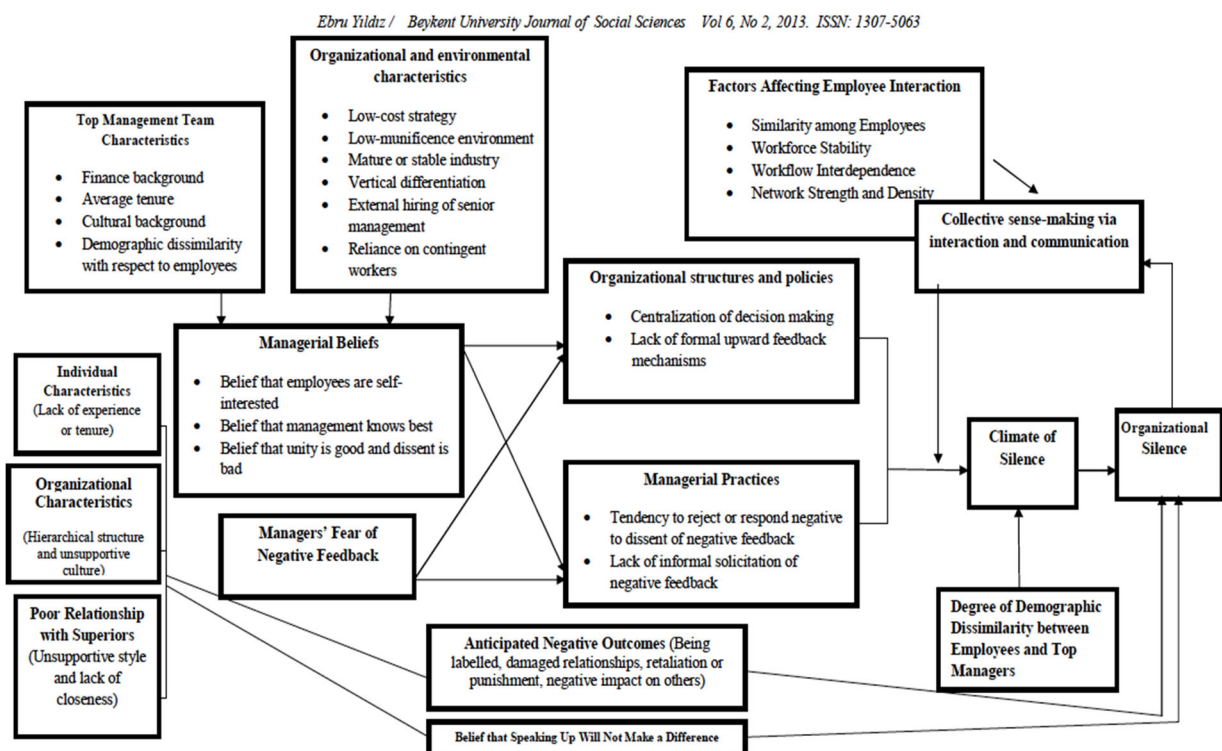 Ebru Yıldız / Beykent University Journal of Social Sciences Vol 6, No 2, 2013. ISSN: 1307-5063
Organizational and environmental
characteristics
• Low-cost strategy
• Low-munificence environment
• Mature or stable industry
• Vertical differentiation
• External hiring of senior
management
• Reliance on contingent
workers
Top Management Team
Characteristics
• Finance background
• Average tenure
• Cultural background
• Demographic dissimilarity
with respect to employees
Factors Affecting Employee Interaction
• Similarity among Employees
• Workforce Stability
• Workflow Interdependence
• Network Strength and Density
Collective sense-making via
interaction and communication
Organizational structures and policies
• Centralization of decision making
• Lack of formal upward feedback
mechanisms
Managerial Beliefs
• Belief that employees are self-
interested
• Belief that management knows best
• Belief that unity is good and dissent is
bad
Individual
Characteristics
(Lack of experience
or tenure)
Organizational
Characteristics
(Hierarchical structure
and unsupportive
culture)
Poor Relationship
with Superiors
(Unsupportive style
and lack of
closeness)
Managers' Fear of
Negative Feedback
Managerial Practices
• Tendency to reject or respond negative
to dissent of negative feedback
• Lack of informal solicitation of
negative feedback
Climate of
Silence
Organizational
Silence
Degree of Demographic
Dissimilarity between
Employees and Top
Managers
Anticipated Negative Outcomes (Being
labelled, damaged relationships, retaliation or
punishment, negative impact on others)
Belief that Speaking Up Will Not Make a Difference